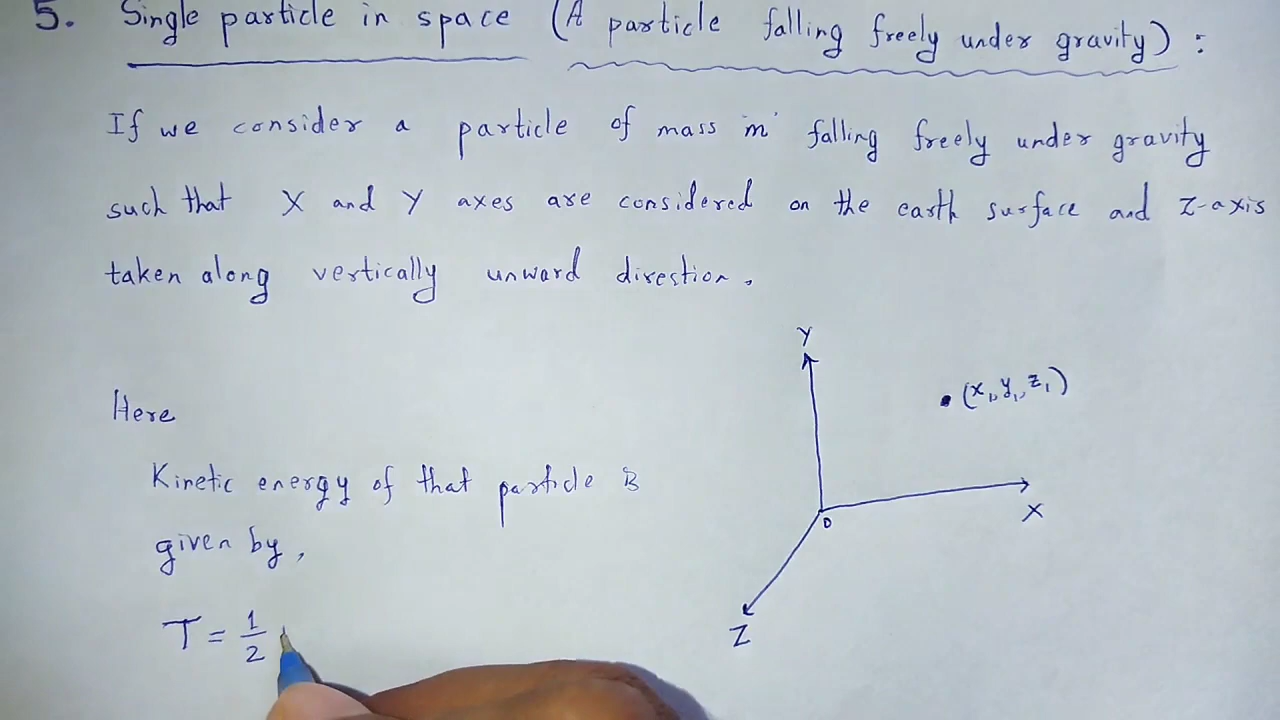 5. Single particle in space (A particle falling freely under gravity) :
If we consider a particle of mass 'm' falling freely under gravity
such that X and Y axes are considered on the earth surface and Z-axis
taken along vertically unward direction.
Y
.(x₁, y₁, z₁)
Here
Kinetic energy of that particle is
X
O
given by,
T = 1/2
Z